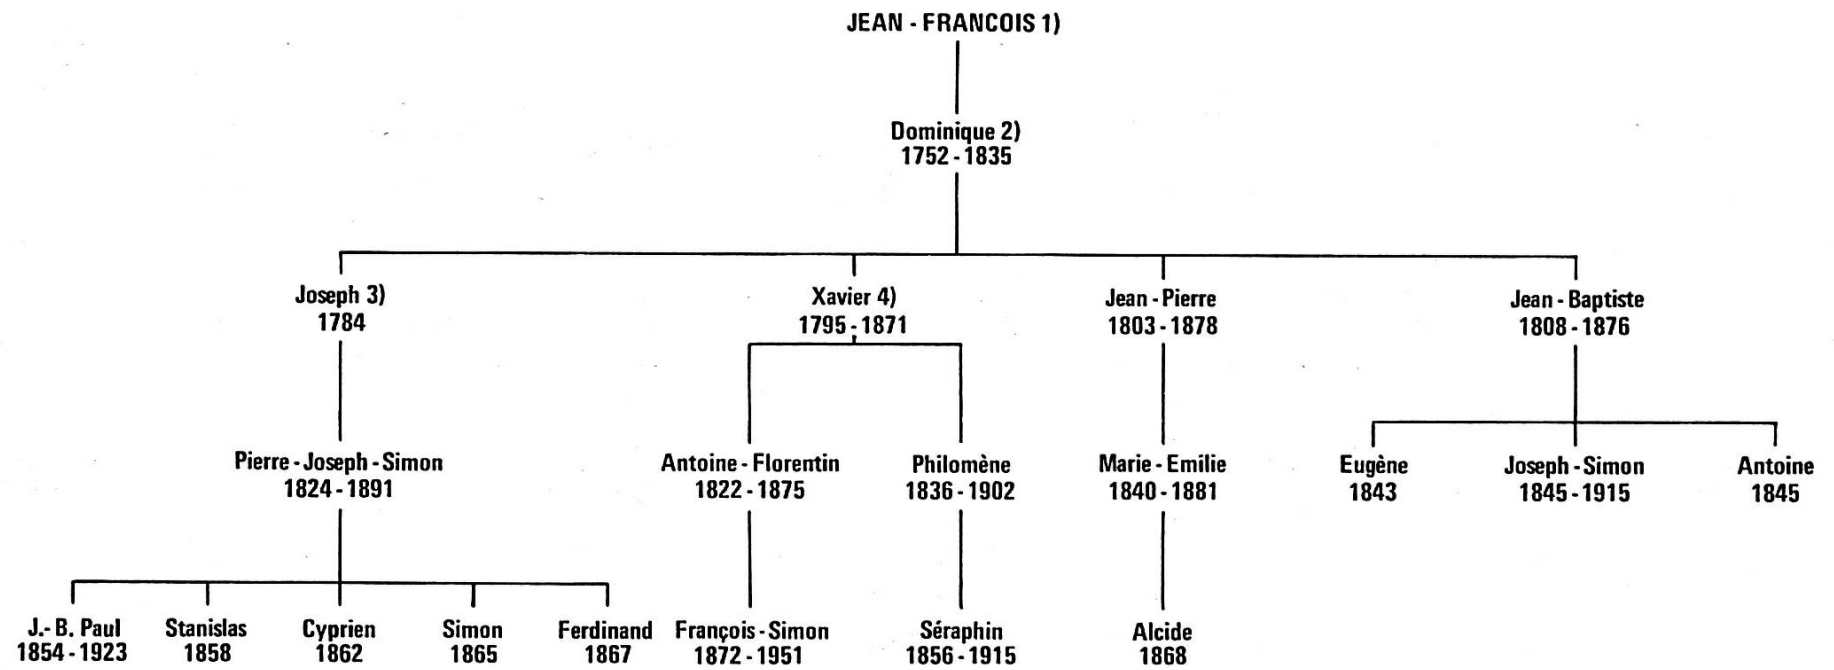 JEAN - FRANCOIS 1)
Dominique 2)
1752 - 1835
Joseph 3)
1784
Xavier 4)
1795 - 1871
Jean - Pierre
1803 - 1878
Jean - Baptiste
1808 - 1876
Pierre - Joseph - Simon
1824 - 1891
Antoine - Florentin
1822 - 1875
Philomène
1836 - 1902
Marie - Emilie
1840 - 1881
Eugène
1843
Joseph - Simon
1845 - 1915
Antoine
1845
J.- B. Paul
1854 - 1923
Stanislas
1858
Cyprien
1862
Simon
1865
Ferdinand
1867
François - Simon
1872 - 1951
Séraphin
1856 - 1915
Alcide
1868